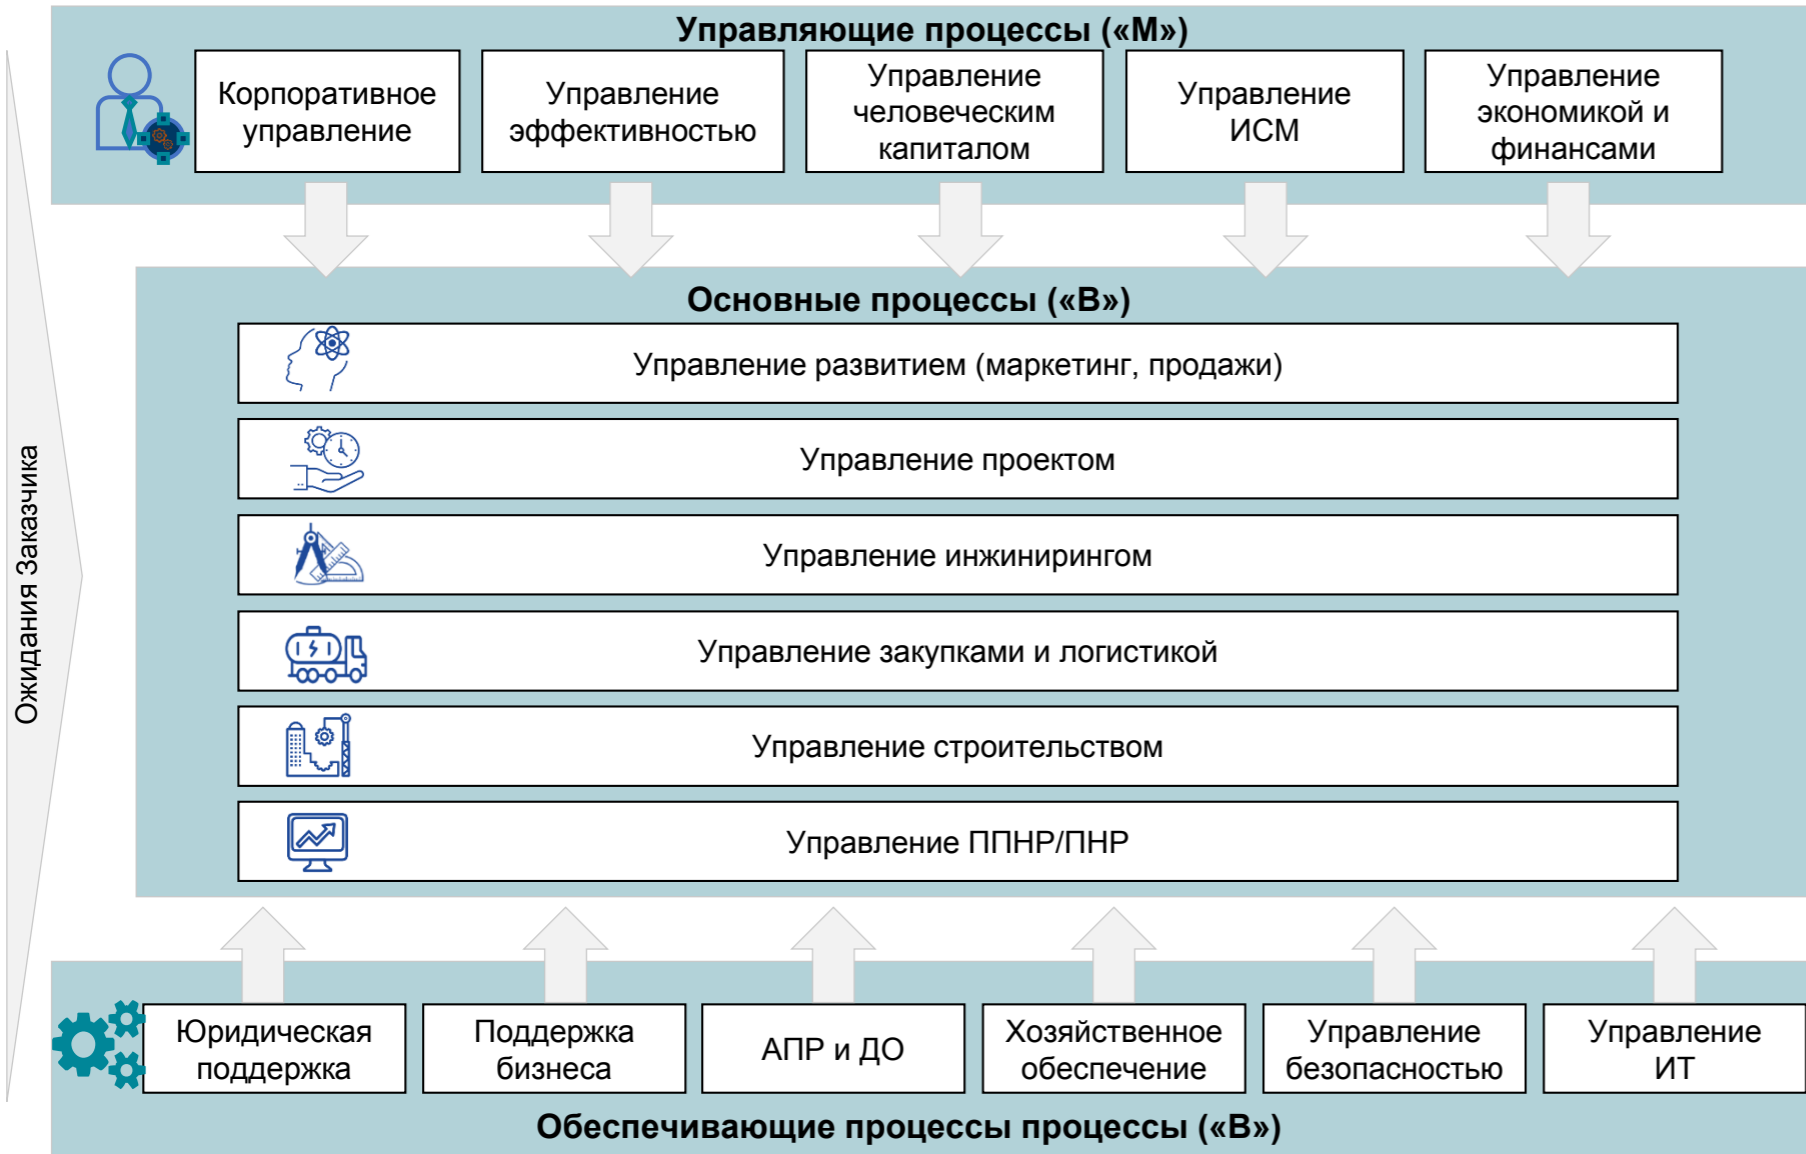 Управляющие процессы («М»)
Корпоративное
управление
Управление
эффективностью
Управление
человеческим
капиталом
Управление
ИСМ
Управление
экономикой и
финансами
Ожидания Заказчика
Основные процессы («В»)
Управление развитием (маркетинг, продажи)
Управление проектом
Управление инжинирингом
Управление закупками и логистикой
Управление строительством
Управление ППНР/ПНР
Юридическая
поддержка
Поддержка
бизнеса
АПР и ДО
Хозяйственное
обеспечение
Управление
безопасностью
Управление
ИТ
Обеспечивающие процессы процессы («В»)